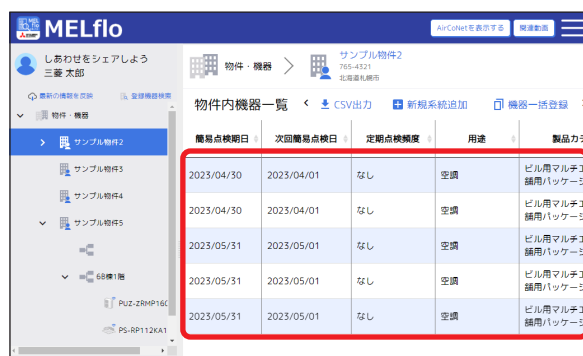 MELflo
AirCoNetを表示する
関連動画
しあわせをシェアしよう
三菱 太郎
最新の情報を反映
登録機器検索
物件・機器
サンプル物件2
サンプル物件3
サンプル物件4
サンプル物件5
6B棟1階
PUZ-ZRMP160
PS-RP112KA1
物件・機器
サンプル物件2
765-4321
北海道札幌市
物件内機器一覧 CSV出力 新規系統追加 機器一括登録
簡易点検期日 次回簡易点検日 定期点検頻度 用途 製品カテ
2023/04/30 2023/04/01 なし 空調 ビル用マルチエ
舗用パッケージ
2023/04/30 2023/04/01 なし 空調 ビル用マルチエ
舗用パッケージ
2023/05/31 2023/05/01 なし 空調 ビル用マルチエ
舗用パッケージ
2023/05/31 2023/05/01 なし 空調 ビル用マルチエ
舗用パッケージ
2023/05/31 2023/05/01 なし 空調 ビル用マルチエ
舗用パッケージ